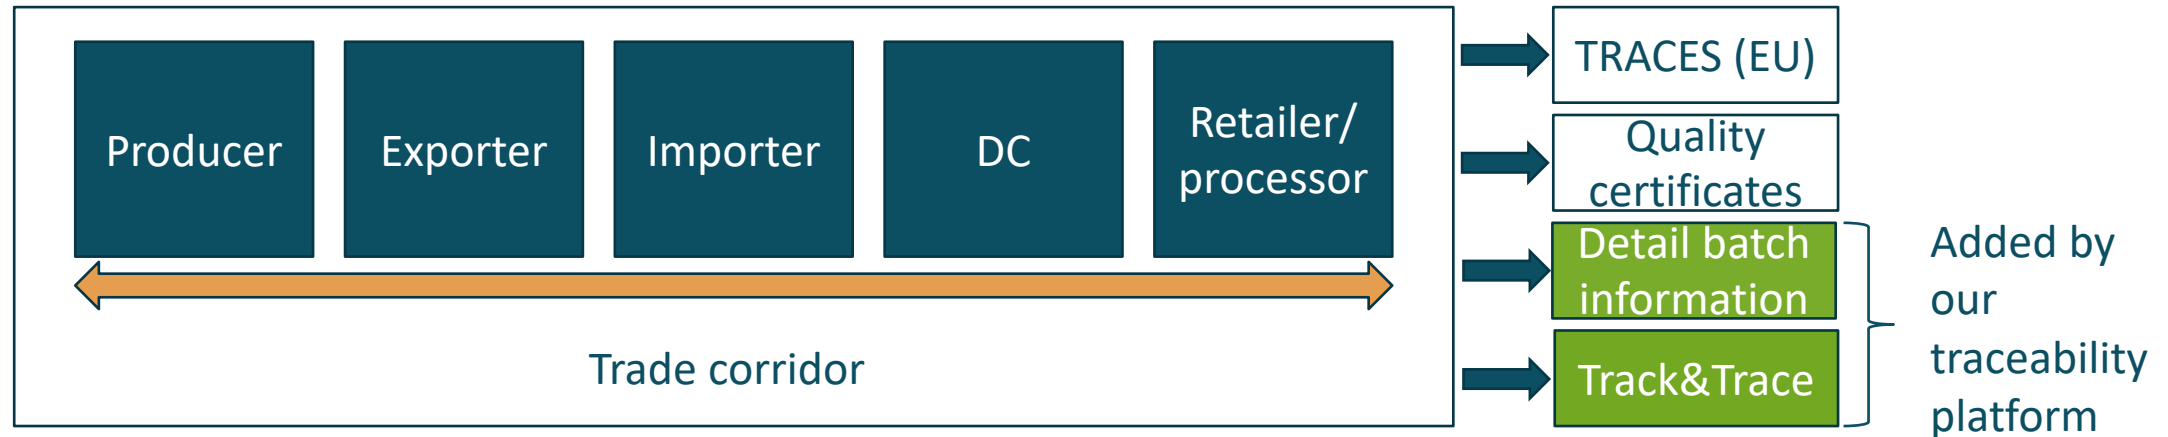 Producer
Exporter
Importer
DC
Retailer/
processor
Trade corridor
TRACES (EU)
Quality
certificates
Detail batch
information
Track&Trace
Added by
our
traceability
platform